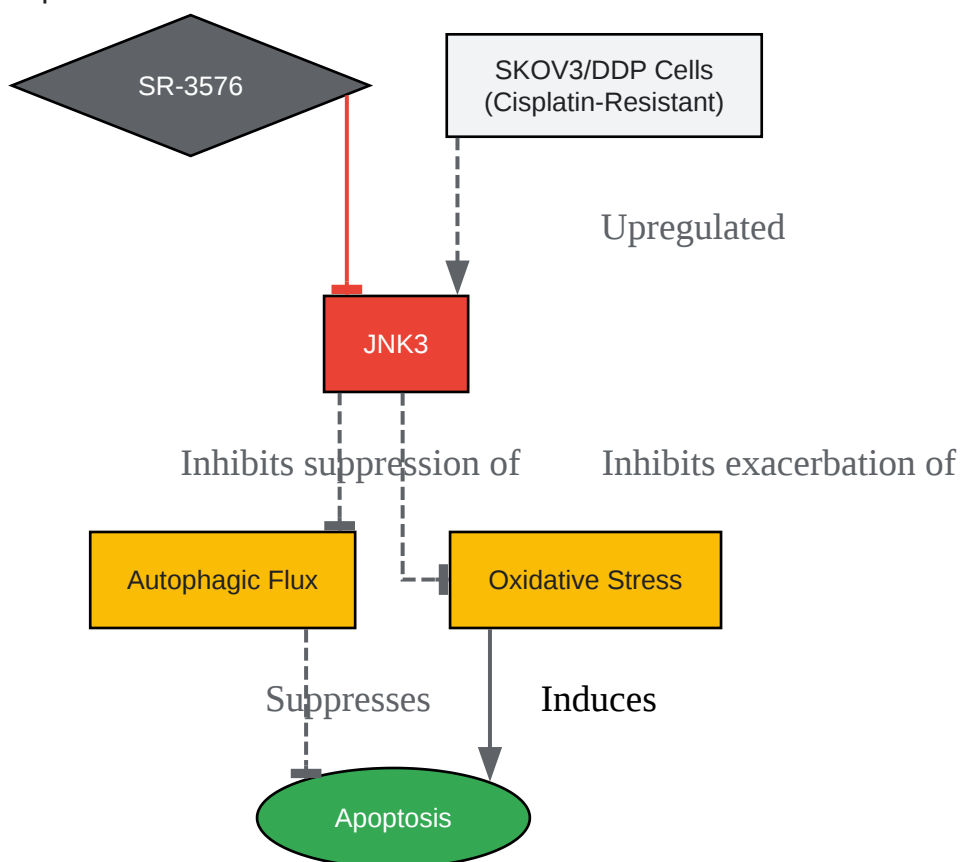 SR-3576
SKOV3/DDP Cells
(Cisplatin-Resistant)
Upregulated
JNK3
Inhibits suppression of
Inhibits exacerbation of
Autophagic Flux
Oxidative Stress
Suppresses
Induces
Apoptosis